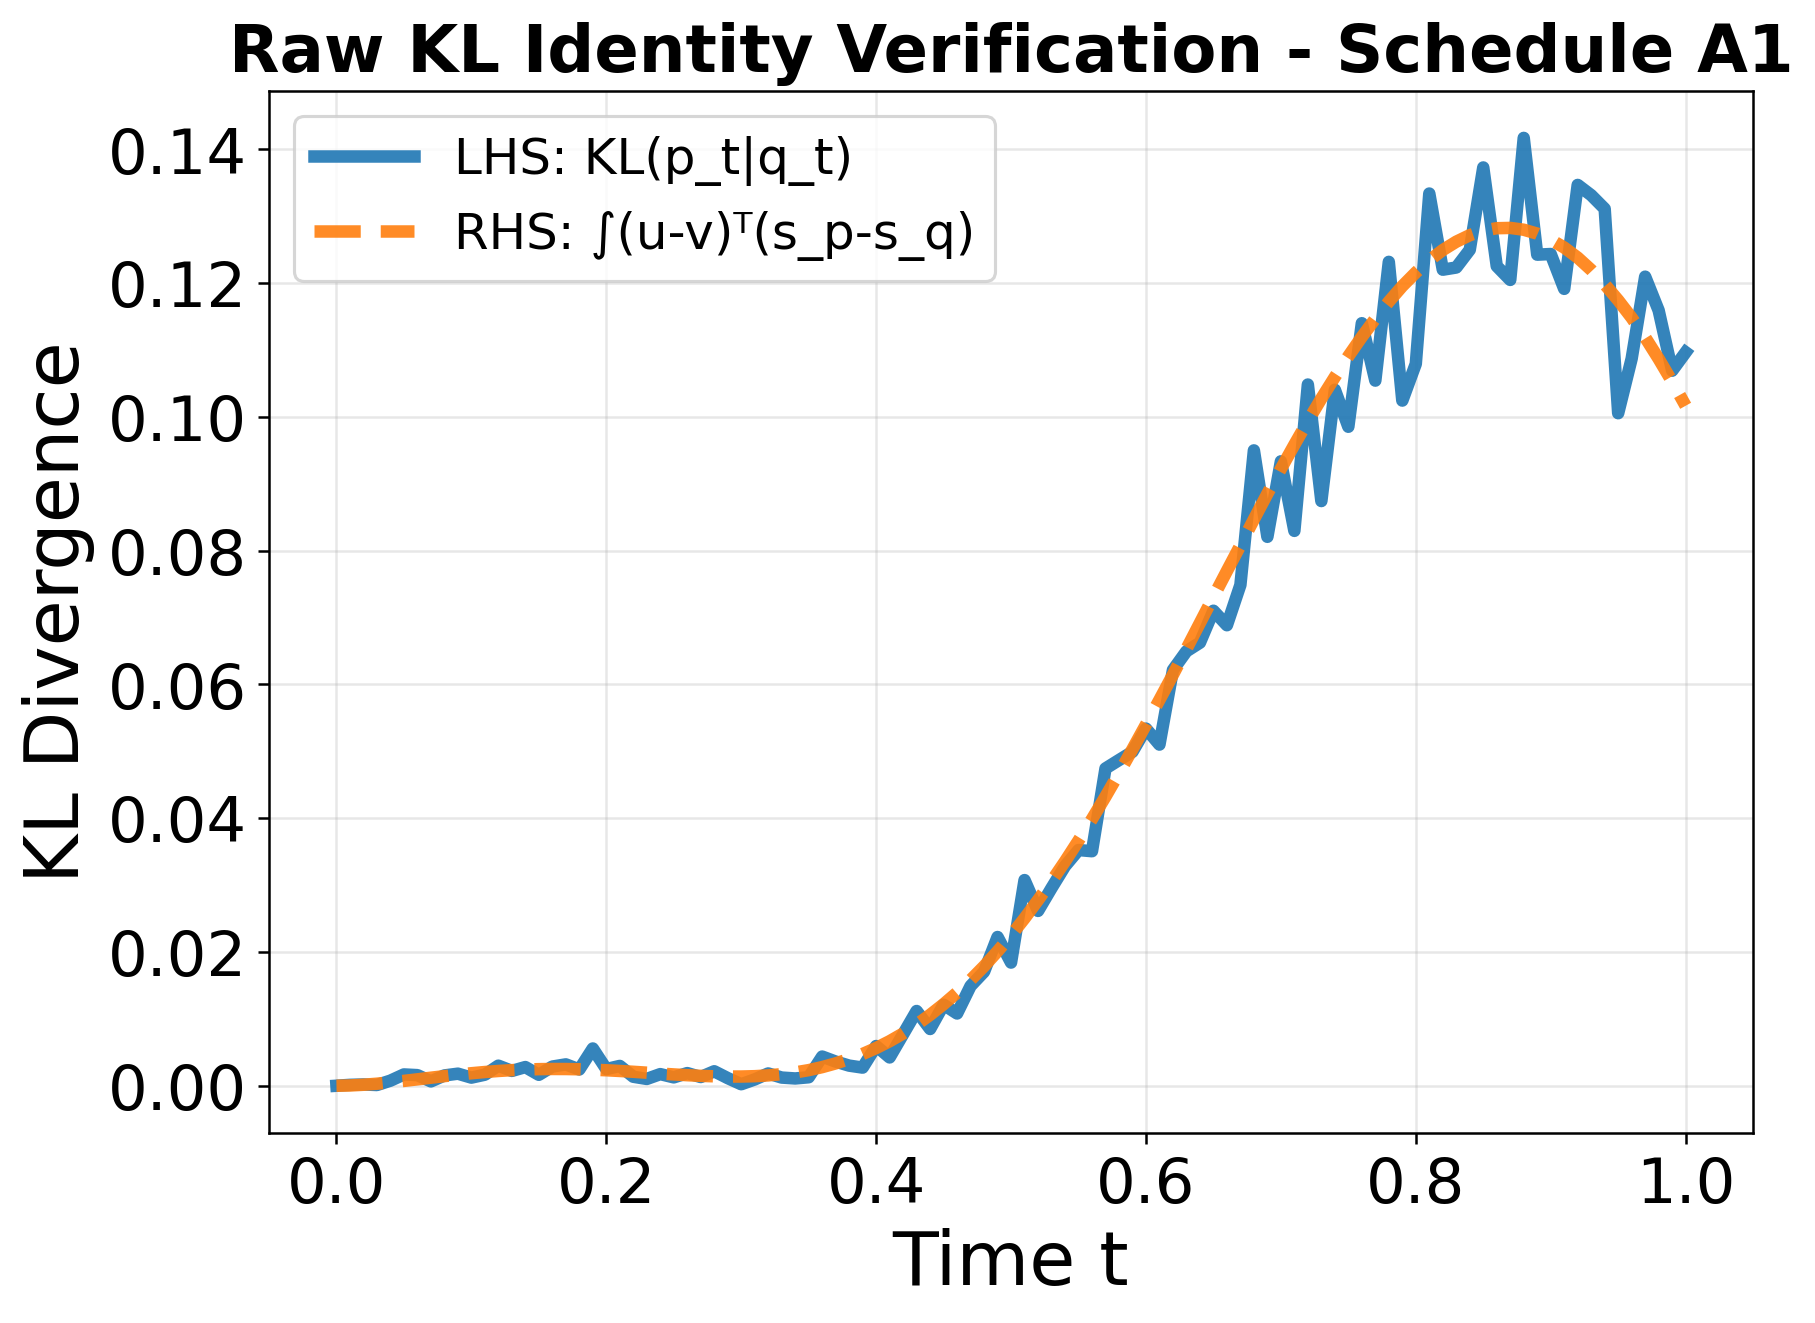 Raw KL Identity Verification - Schedule A1
LHS: KL(p_t|q_t)
RHS: ∫(u-v)ᵀ(s_p-s_q)
KL Divergence
0.14
0.12
0.10
0.08
0.06
0.04
0.02
0.00
0.0 0.2 0.4 0.6 0.8 1.0
Time t